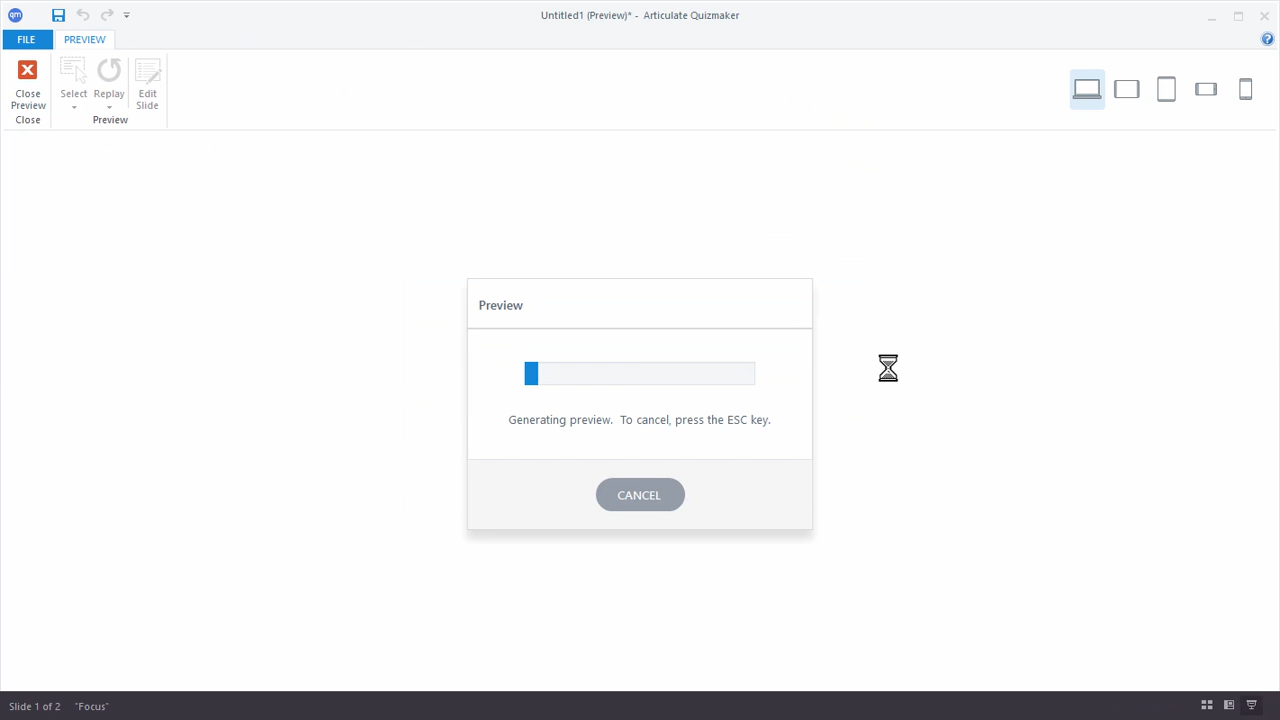 qm
Untitled1 (Preview)* - Articulate Quizmaker
FILE
PREVIEW
?
Close
Preview
Select
Replay
Edit
Slide
Close
Preview
Preview
Generating preview. To cancel, press the ESC key.
CANCEL
Slide 1 of 2
"Focus"